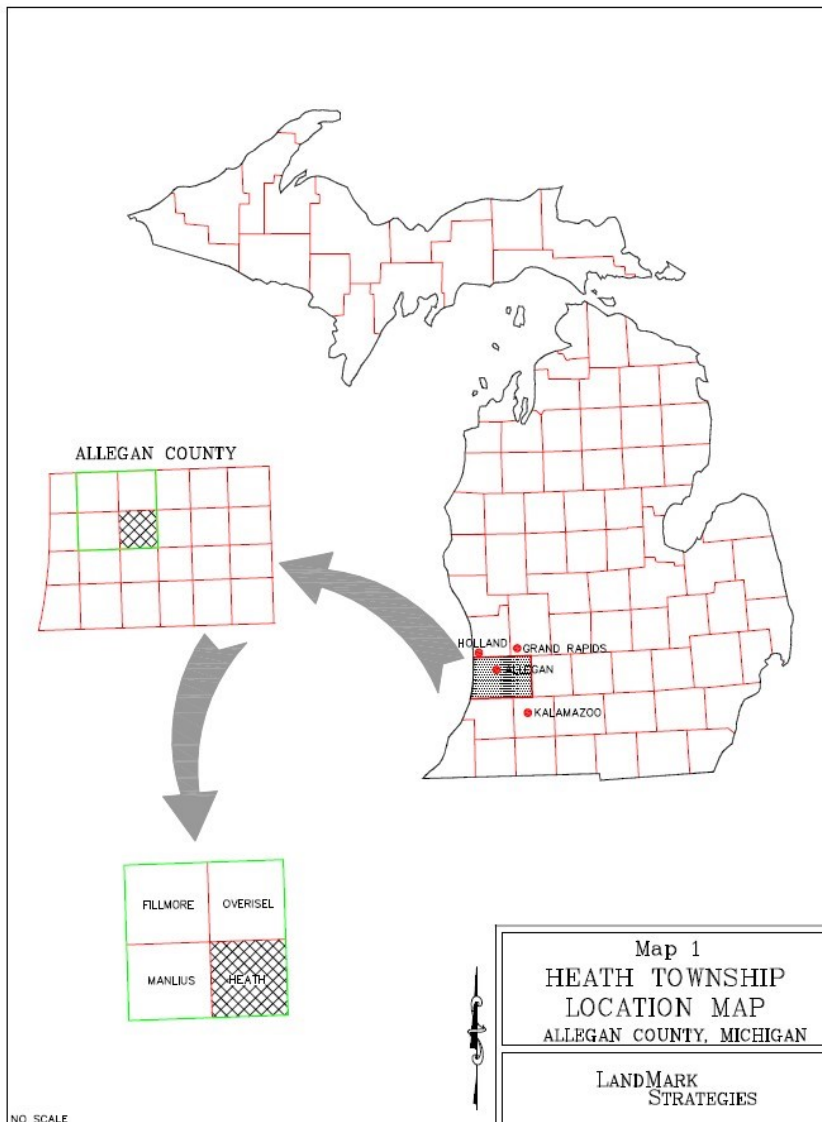 ALLEGAN COUNTY
HOLLAND
GRAND RAPIDS
ALLEGAN
KALAMAZOO
FILLMORE
OVERISEL
MANLIUS
HEATH
Map 1
HEATH TOWNSHIP
LOCATION MAP
ALLEGAN COUNTY, MICHIGAN
LANDMARK
STRATEGIES
NO SCALE